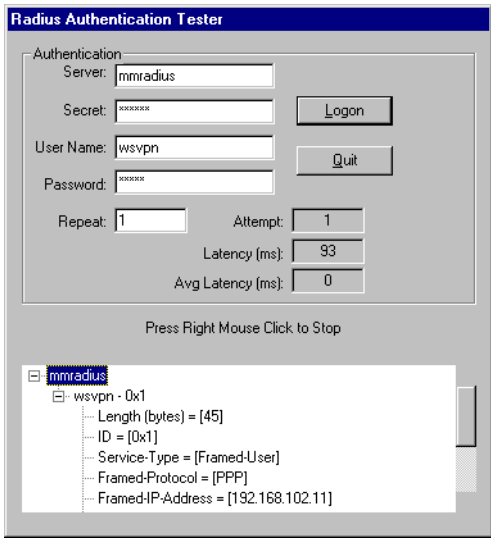 Radius Authentication Tester
Authentication
Server: mmradius
Secret: ******
Logon
User Name: wsvpn
Quit
Password: *****
Repeat: 1 Attempt: 1
Latency (ms): 93
Avg Latency (ms): 0
Press Right Mouse Click to Stop
mmradius
wsvpn - 0x1
Length (bytes) = [45]
ID = [0x1]
Service-Type = [Framed-User]
Framed-Protocol = [PPP]
Framed-IP-Address = [192.168.102.11]